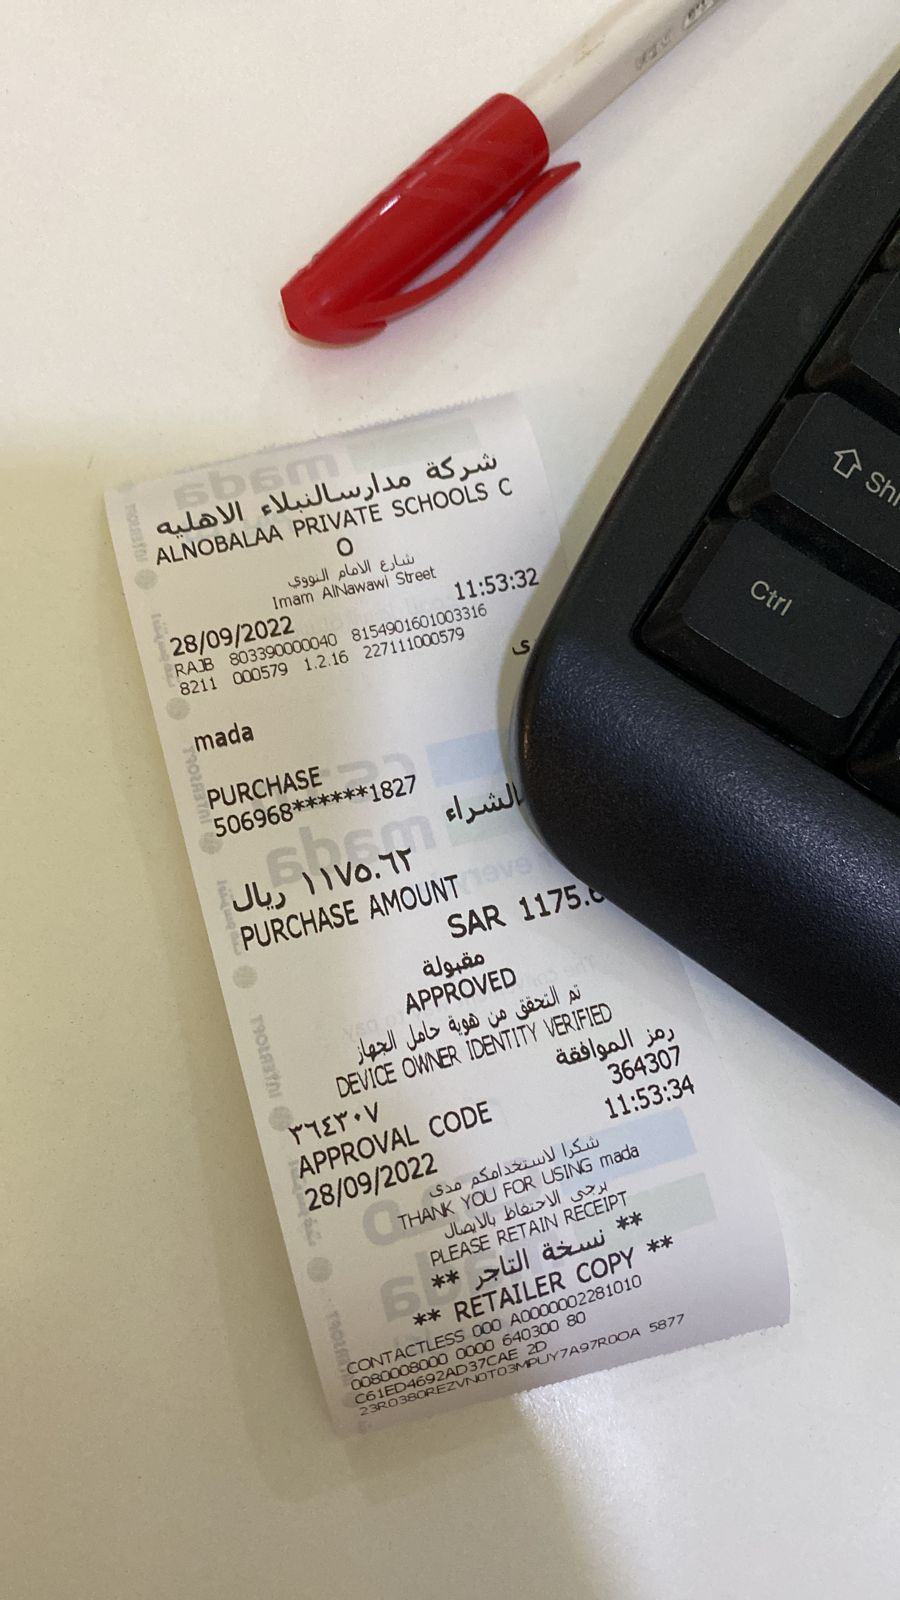 شركة مدارسالنبلاء الاهليه
ALNOBALAA PRIVATE SCHOOLS C
O
شارع الامام النووي
Imam AlNawawi Street
28/09/2022 11:53:32
RAJB 803390000040 8154901601003316
8211 000579 1.2.16 227111000579
mada
PURCHASE
506968******1827
الشراء
١١٧٥.٦٢ ريال
PURCHASE AMOUNT
SAR 1175.6
مقبولة
APPROVED
تم التحقق من هوية حامل الجهاز
DEVICE OWNER IDENTITY VERIFIED
رمز الموافقة
٣٦٤٣٠٧ 364307
APPROVAL CODE
28/09/2022 11:53:34
شكرا لاستخدامكم مدى
THANK YOU FOR USING mada
يرجى الاحتفاظ بالايصال
PLEASE RETAIN RECEIPT
** نسخة التاجر **
** RETAILER COPY **
CONTACTLESS 000 A0000002281010
0080008000 0000 640300 80
C61ED4692AD37CAE 2D
23R0380REZVN0T03MPUY7A97R0OA 5877
Ctrl